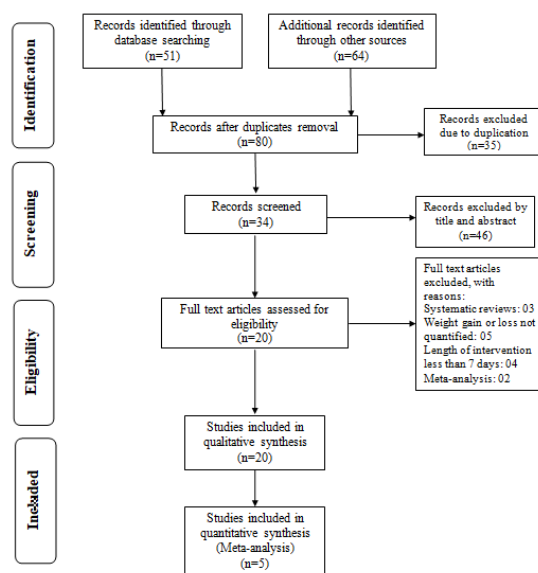 Identification
Records identified through
database searching
(n=51)
Additional records identified
through other sources
(n=64)
Records after duplicates removal
(n=80)
Records excluded
due to duplication
(n=35)
Screening
Records screened
(n=34)
Records excluded by
title and abstract
(n=46)
Eligibility
Full text articles assessed for
eligibility
(n=20)
Full text articles
excluded, with
reasons:
Systematic reviews: 03
Weight gain or loss not
quantified: 05
Length of intervention
less than 7 days: 04
Meta-analysis: 02
Studies included in
qualitative synthesis
(n=20)
Included
Studies included in
quantitative synthesis
(Meta-analysis)
(n=5)